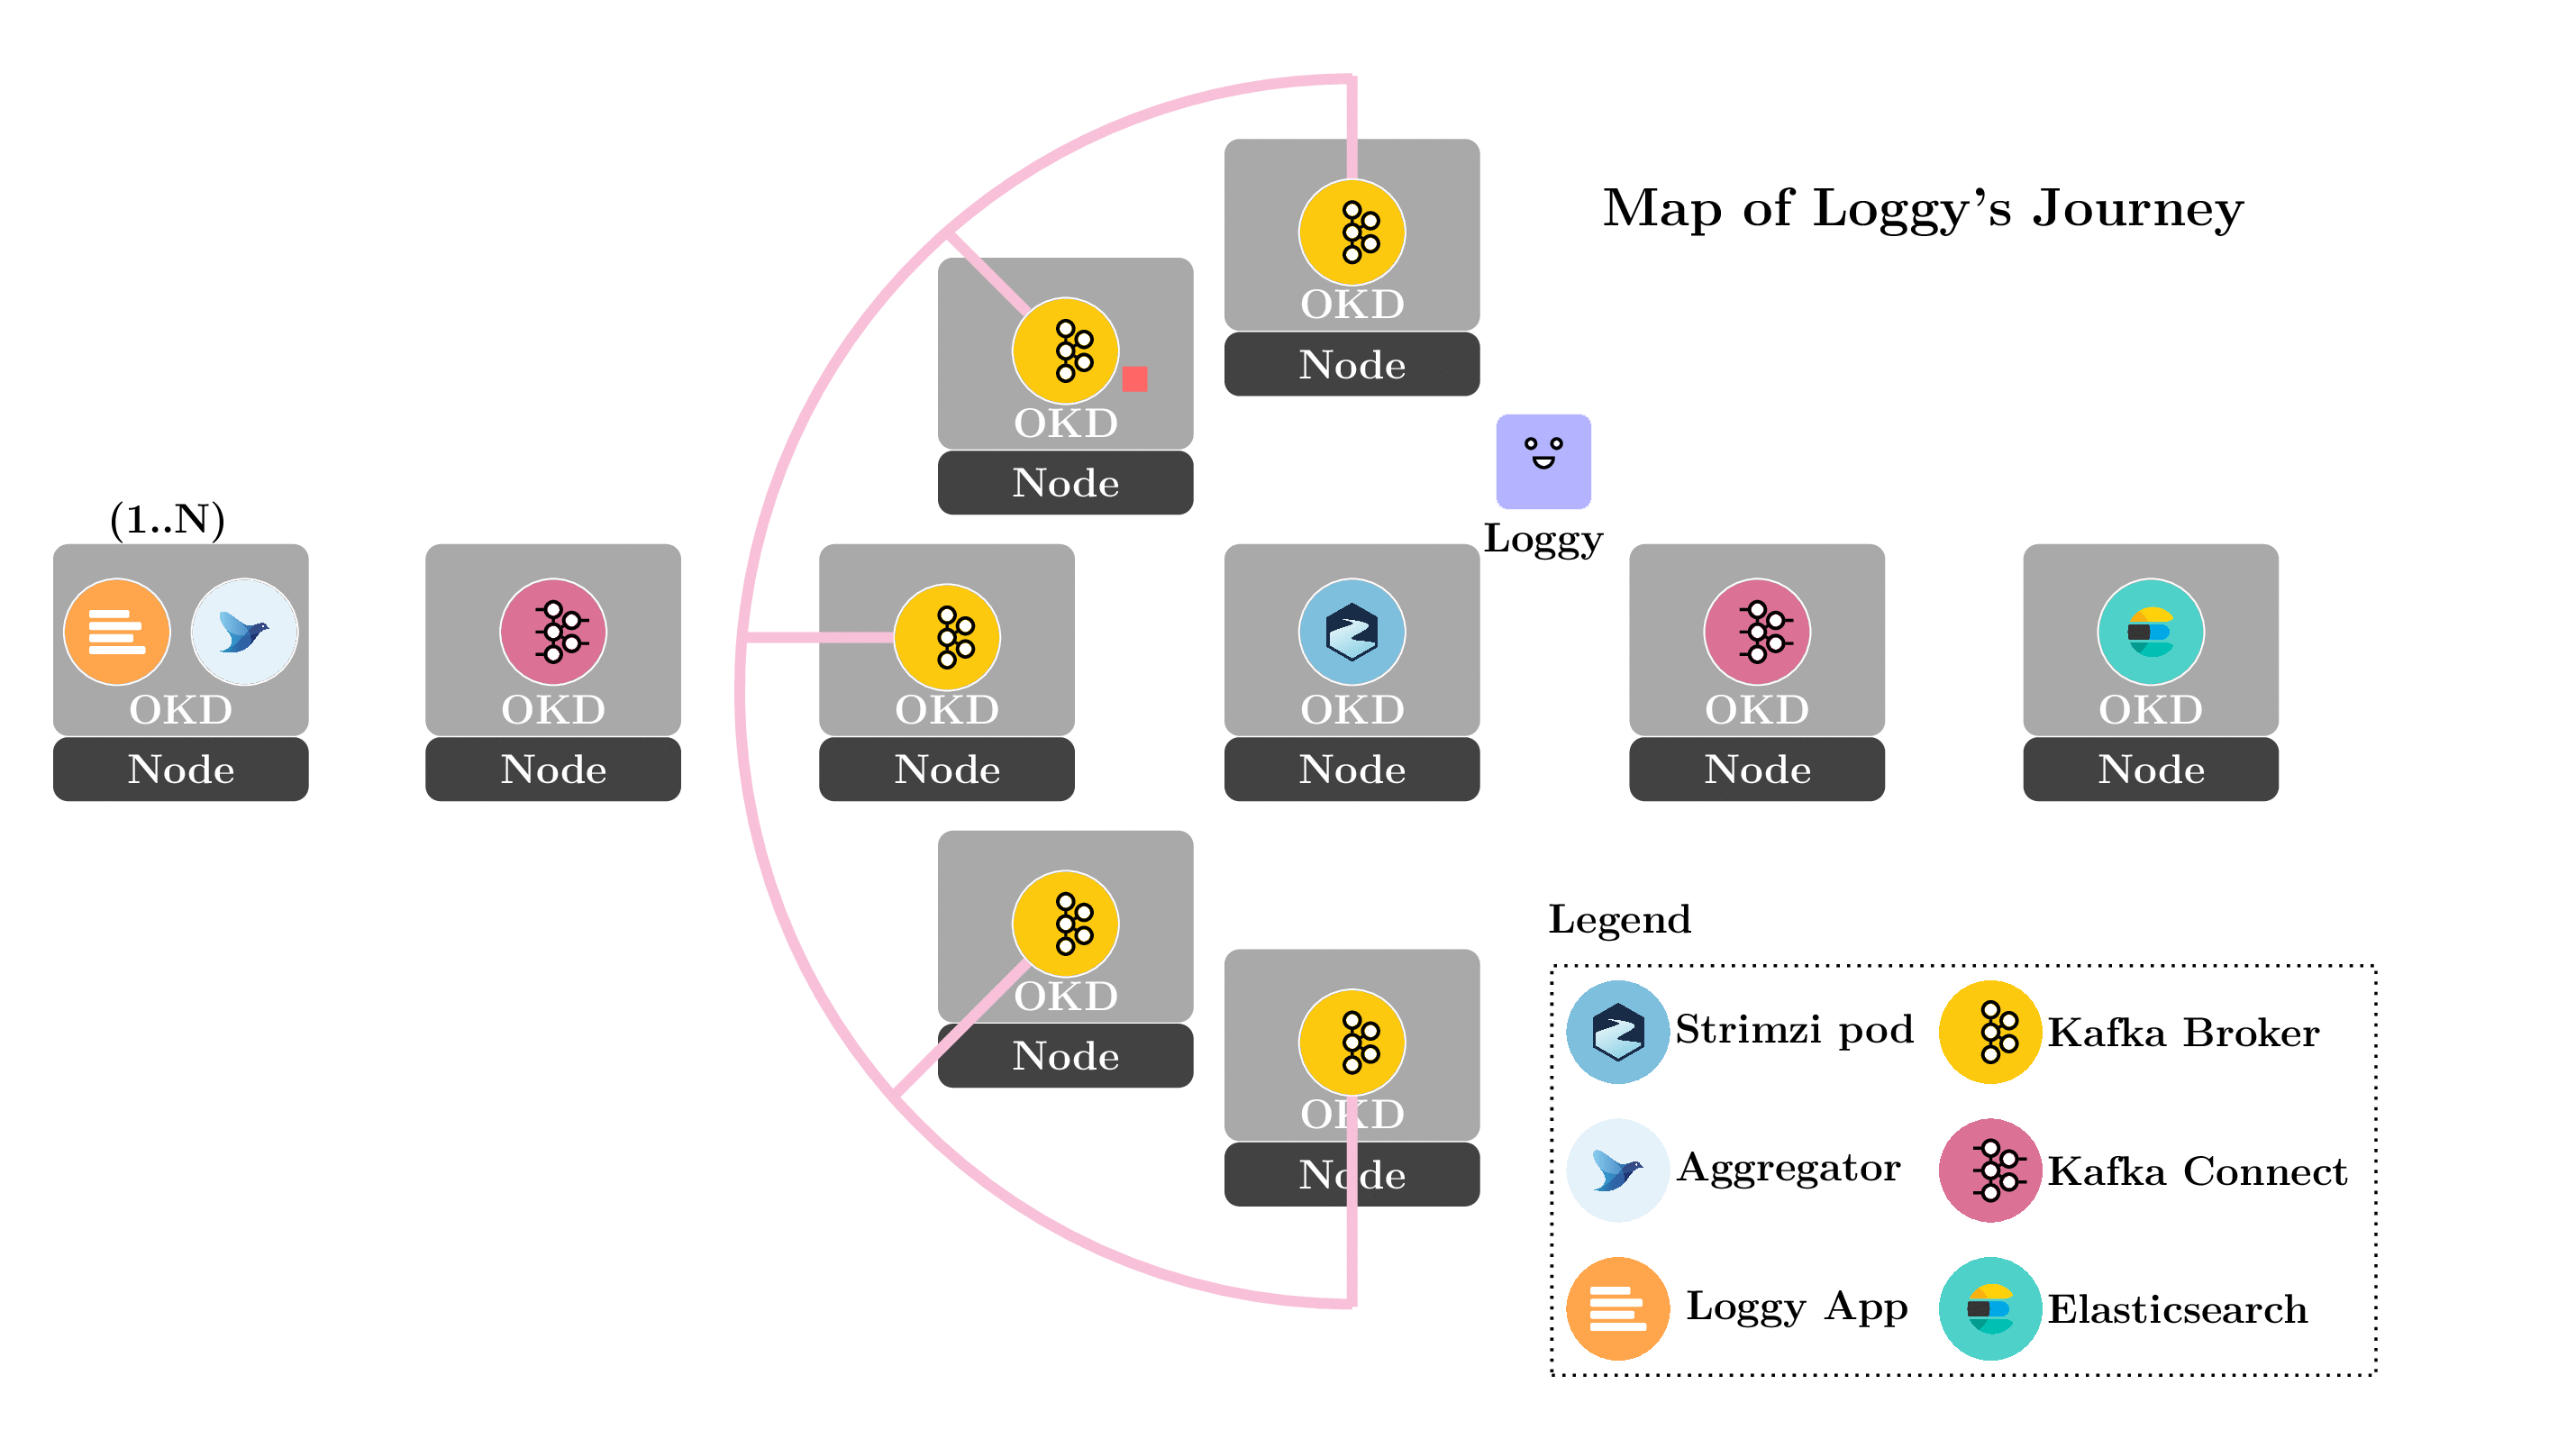 Map of Loggy's Journey
OKD
Node
OKD
Node
Loggy
(1..N)
OKD
Node
OKD
Node
OKD
Node
OKD
Node
OKD
Node
OKD
Node
OKD
Node
OKD
Node
Legend
Strimzi pod
Kafka Broker
Aggregator
Kafka Connect
Loggy App
Elasticsearch